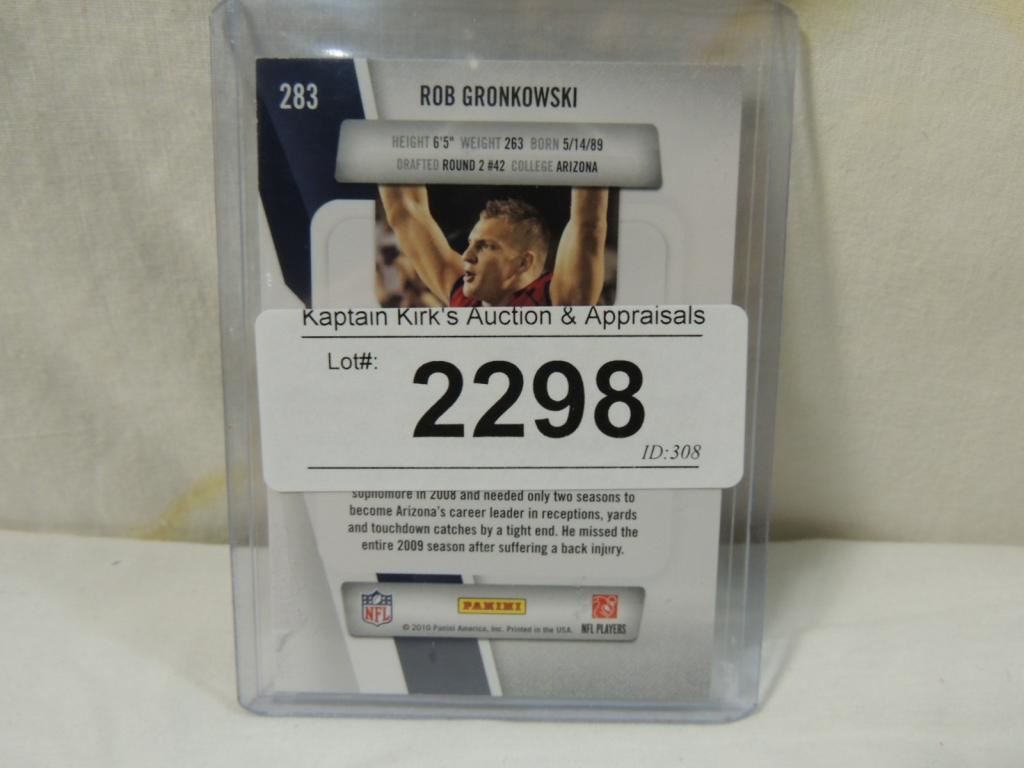 283
ROB GRONKOWSKI
HEIGHT 6'5" WEIGHT 263 BORN 5/14/89
DRAFTED ROUND 2 #42 COLLEGE ARIZONA
Kaptain Kirk's Auction & Appraisals
Lot#:
2298
ID:308
sophomore in 2008 and needed only two seasons to
become Arizona's career leader in receptions, yards
and touchdown catches by a tight end. He missed the
entire 2009 season after suffering a back injury.
NFL
PANINI
© 2010 Panini America, Inc. Printed in the USA.
NFL PLAYERS